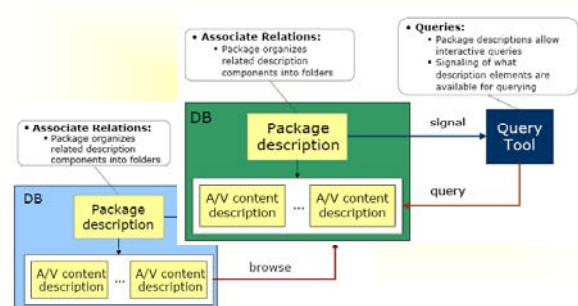 • Associate Relations:
• Package organizes
related description
components into folders
• Queries:
• Package descriptions allow
interactive queries
• Signaling of what
description elements are
available for querying
DB
Package
description
signal
Query
Tool
query
A/V content
description
...
A/V content
description
• Associate Relations:
• Package organizes
related description
components into folders
DB
Package
description
A/V content
description
...
A/V content
description
browse